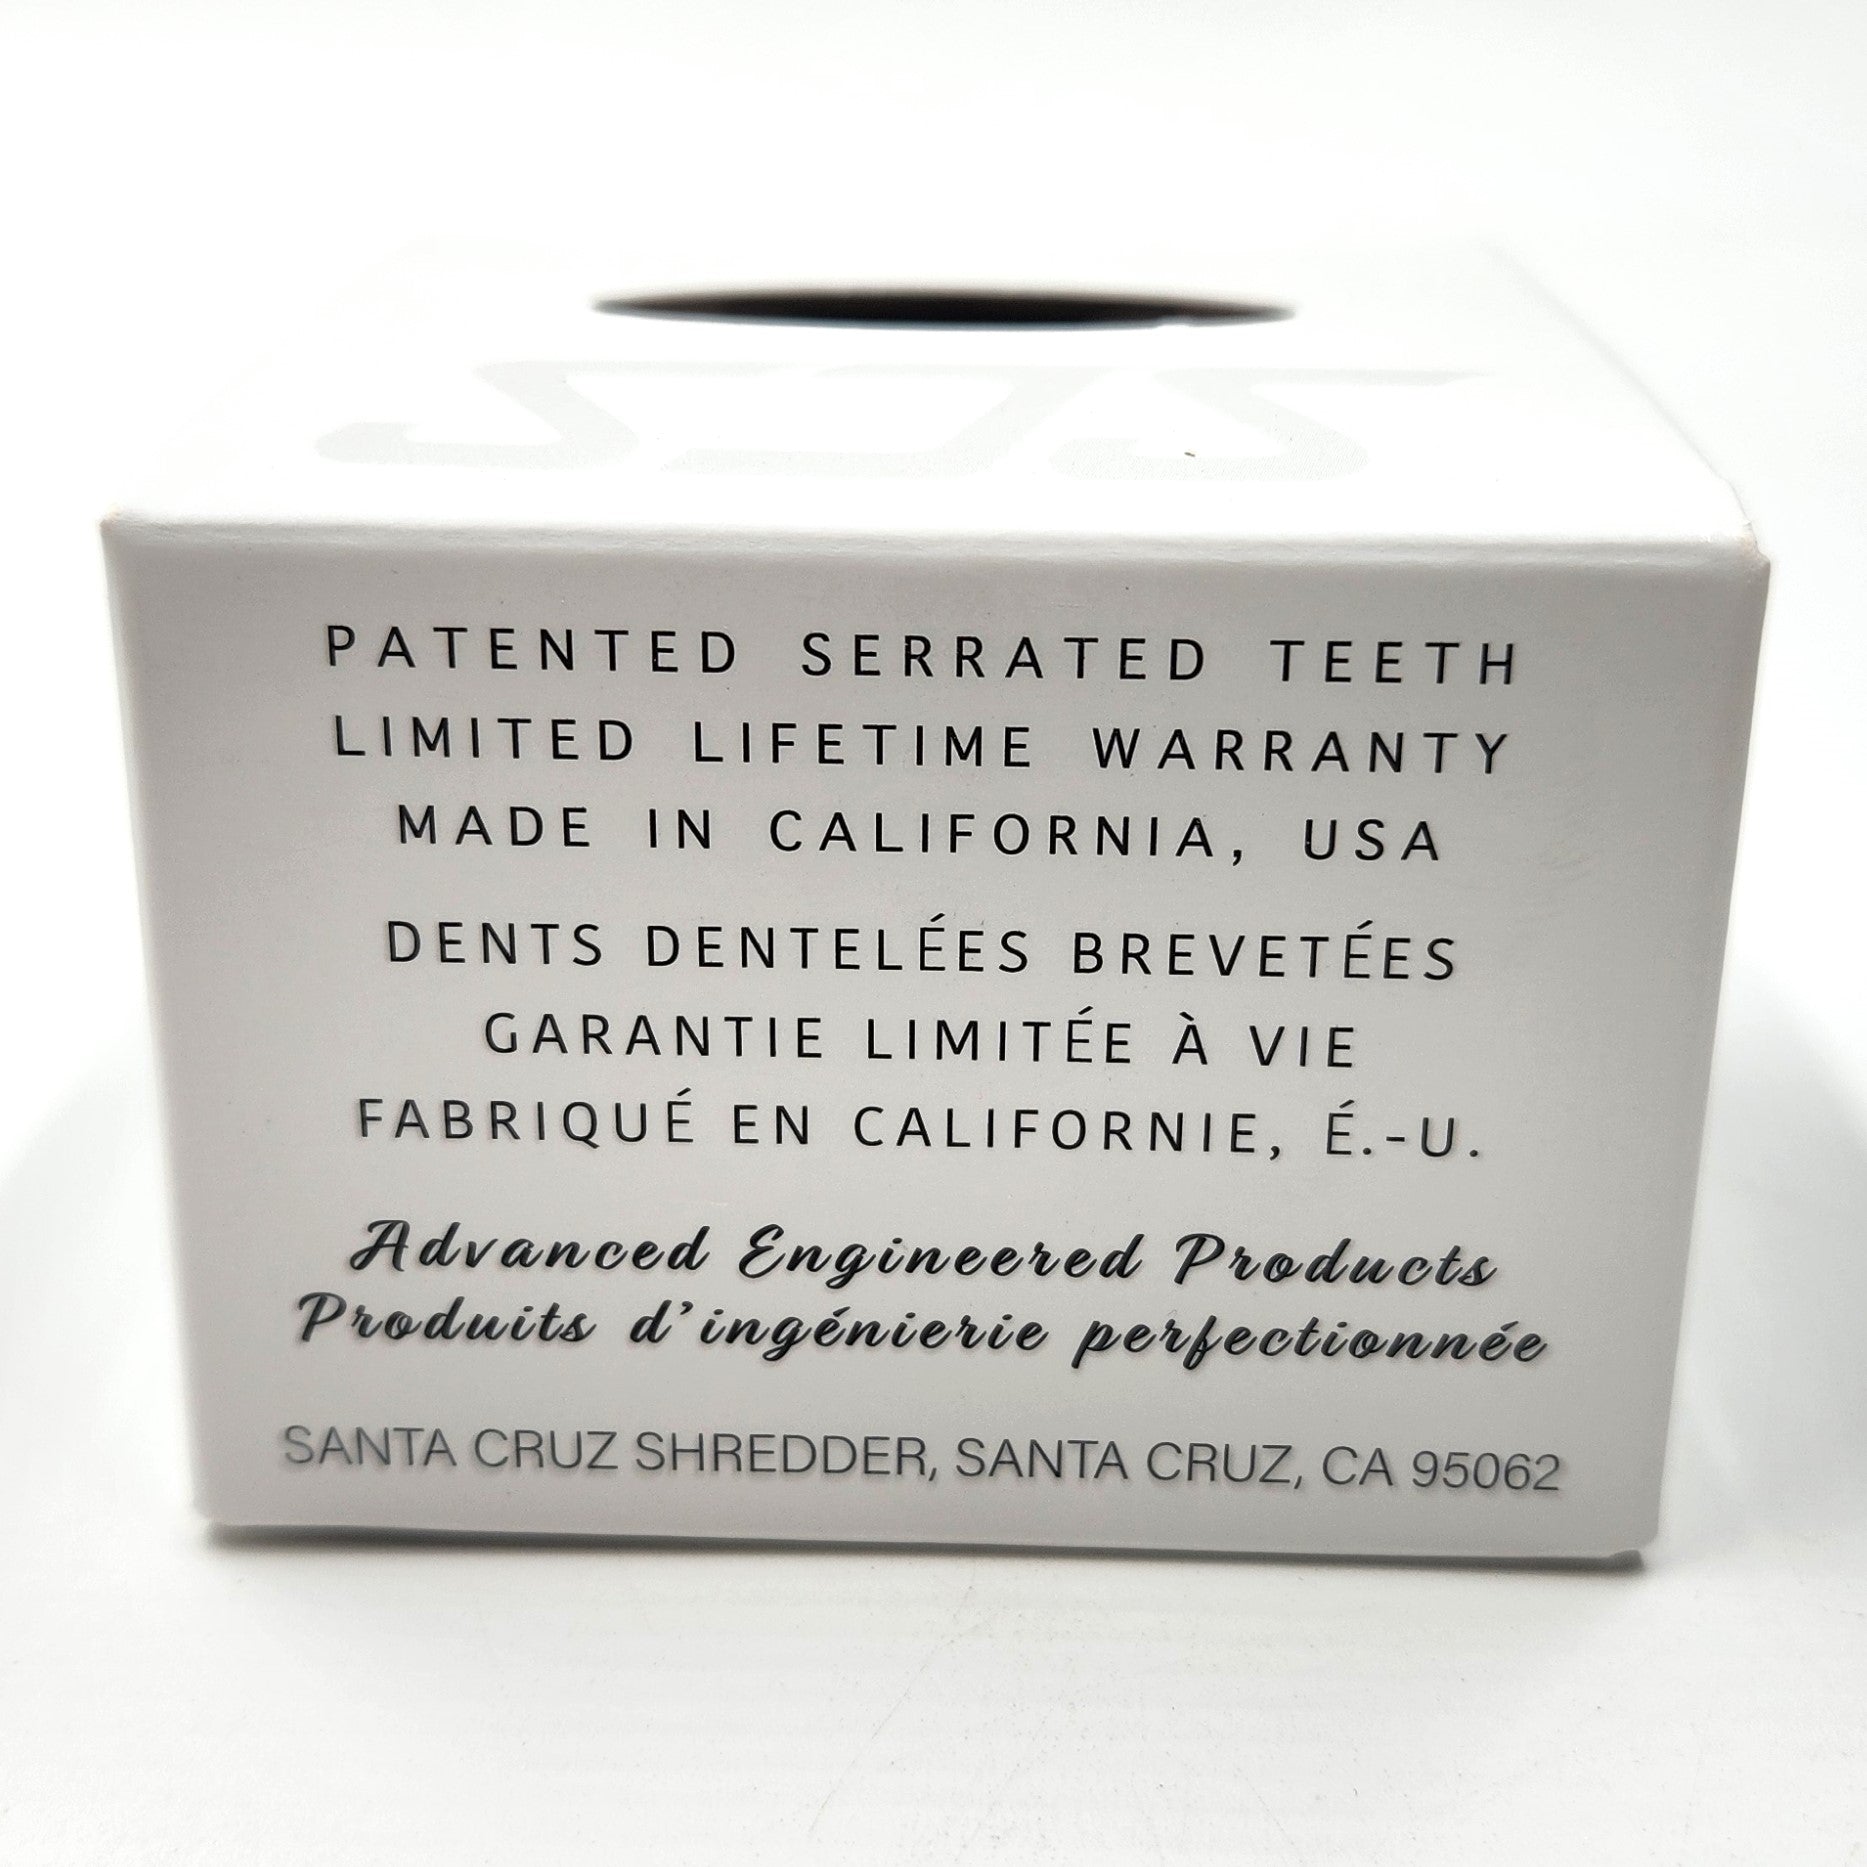 PATENTED SERRATED TEETH
LIMITED LIFETIME WARRANTY
MADE IN CALIFORNIA, USA
DENTS DENTELÉES BREVETÉES
GARANTIE LIMITÉE À VIE
FABRIQUÉ EN CALIFORNIE, É.-U.
Advanced Engineered Products
Produits d'ingénierie perfectionnée
SANTA CRUZ SHREDDER, SANTA CRUZ, CA 95062